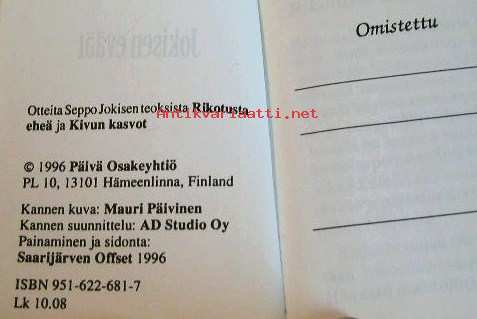 Jokisen eväät
Otteita Seppo Jokisen teoksista Rikotusta
eheä ja Kivun kasvot
© 1996 Päivä Osakeyhtiö
PL 10, 13101 Hämeenlinna, Finland
Kannen kuva: Mauri Päivinen
Kannen suunnittelu: AD Studio Oy
Painaminen ja sidonta:
Saarijärven Offset 1996
ISBN 951-622-681-7
Lk 10.08
Omistettu
antikvariaatti.net